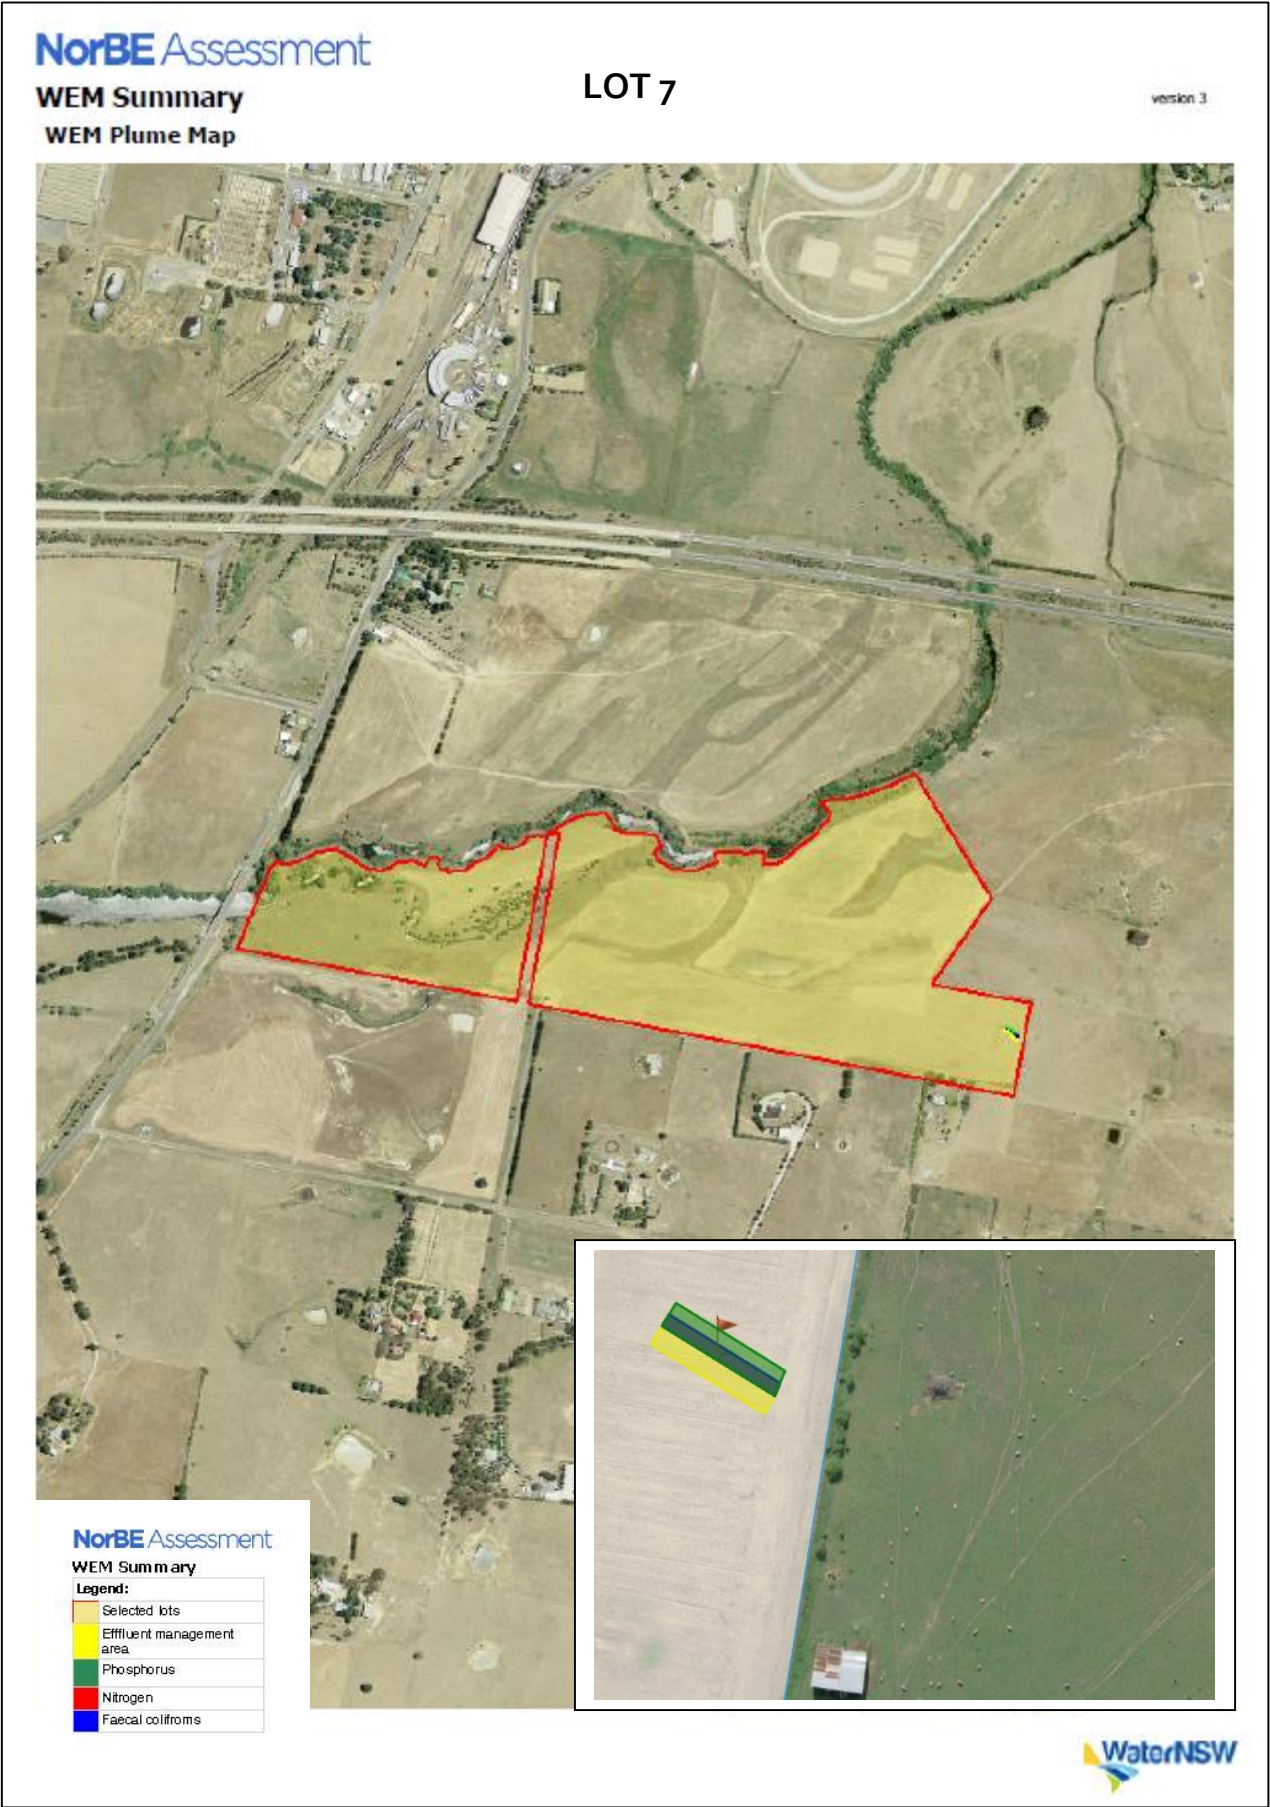 NorBE Assessment
LOT 7
WEM Summary
version 3
WEM Plume Map
NorBE Assessment
WEM Summary
Legend:
Selected lots
Efffluent management
area
Phosphorus
Nitrogen
Faecal colifroms
WaterNSW